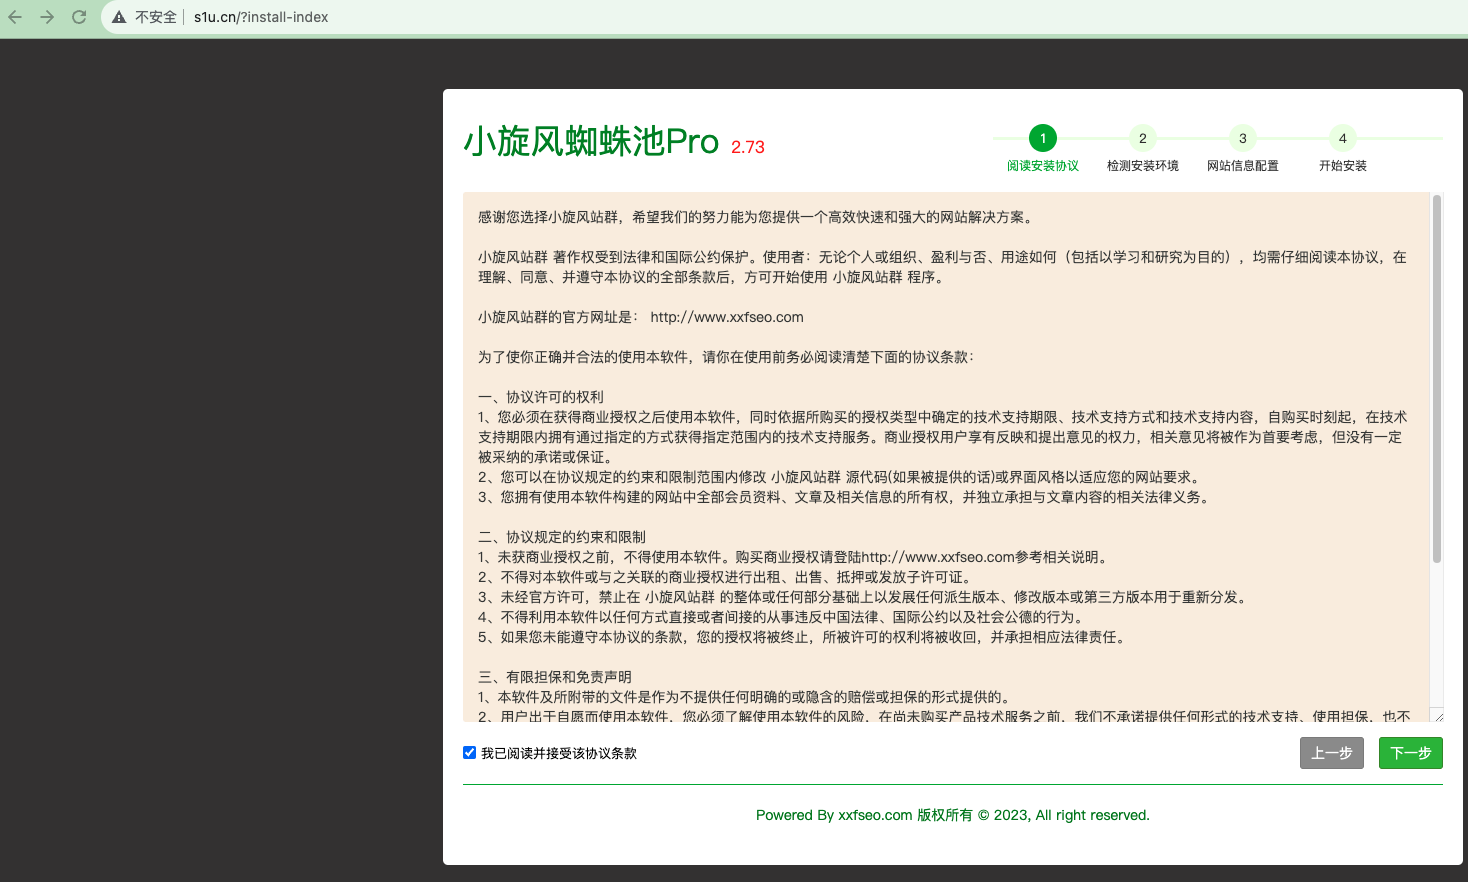 不安全 s1u.cn/?install-index
小旋风蜘蛛池Pro 2.73
1 2 3 4
阅读安装协议 检测安装环境 网站信息配置 开始安装
感谢您选择小旋风站群，希望我们的努力能为您提供一个高效快速和强大的网站解决方案。
小旋风站群 著作权受到法律和国际公约保护。使用者：无论个人或组织、盈利与否、用途如何（包括以学习和研究为目的），均需仔细阅读本协议，在
理解、同意、并遵守本协议的全部条款后，方可开始使用 小旋风站群 程序。
小旋风站群的官方网址是： http://www.xxfseo.com
为了使你正确并合法的使用本软件，请你在使用前务必阅读清楚下面的协议条款：
一、协议许可的权利
1、您必须在获得商业授权之后使用本软件，同时依据所购买的授权类型中确定的技术支持期限、技术支持方式和技术支持内容，自购买时刻起，在技术
支持期限内拥有通过指定的方式获得指定范围内的技术支持服务。商业授权用户享有反映和提出意见的权力，相关意见将被作为首要考虑，但没有一定
被采纳的承诺或保证。
2、您可以在协议规定的约束和限制范围内修改 小旋风站群 源代码(如果被提供的话)或界面风格以适应您的网站要求。
3、您拥有使用本软件构建的网站中全部会员资料、文章及相关信息的所有权，并独立承担与文章内容的相关法律义务。
二、协议规定的约束和限制
1、未获商业授权之前，不得使用本软件。购买商业授权请登陆http://www.xxfseo.com参考相关说明。
2、不得对本软件或与之关联的商业授权进行出租、出售、抵押或发放子许可证。
3、未经官方许可，禁止在 小旋风站群 的整体或任何部分基础上以发展任何派生版本、修改版本或第三方版本用于重新分发。
4、不得利用本软件以任何方式直接或者间接的从事违反中国法律、国际公约以及社会公德的行为。
5、如果您未能遵守本协议的条款，您的授权将被终止，所被许可的权利将被收回，并承担相应法律责任。
三、有限担保和免责声明
1、本软件及所附带的文件是作为不提供任何明确的或隐含的赔偿或担保的形式提供的。
2、用户出于自愿而使用本软件，您必须了解使用本软件的风险，在尚未购买产品技术服务之前，我们不承诺提供任何形式的技术支持、使用担保，也不
我已阅读并接受该协议条款
上一步 下一步
Powered By xxfseo.com 版权所有 © 2023, All right reserved.